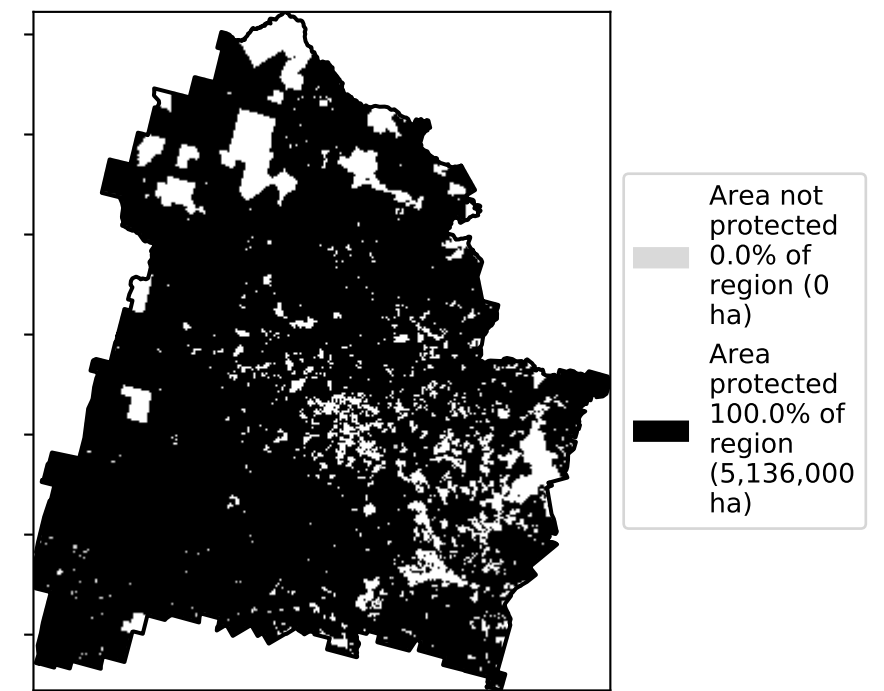 Area not
protected
0.0% of
region (0
ha)
Area
protected
100.0% of
region
(5,136,000
ha)